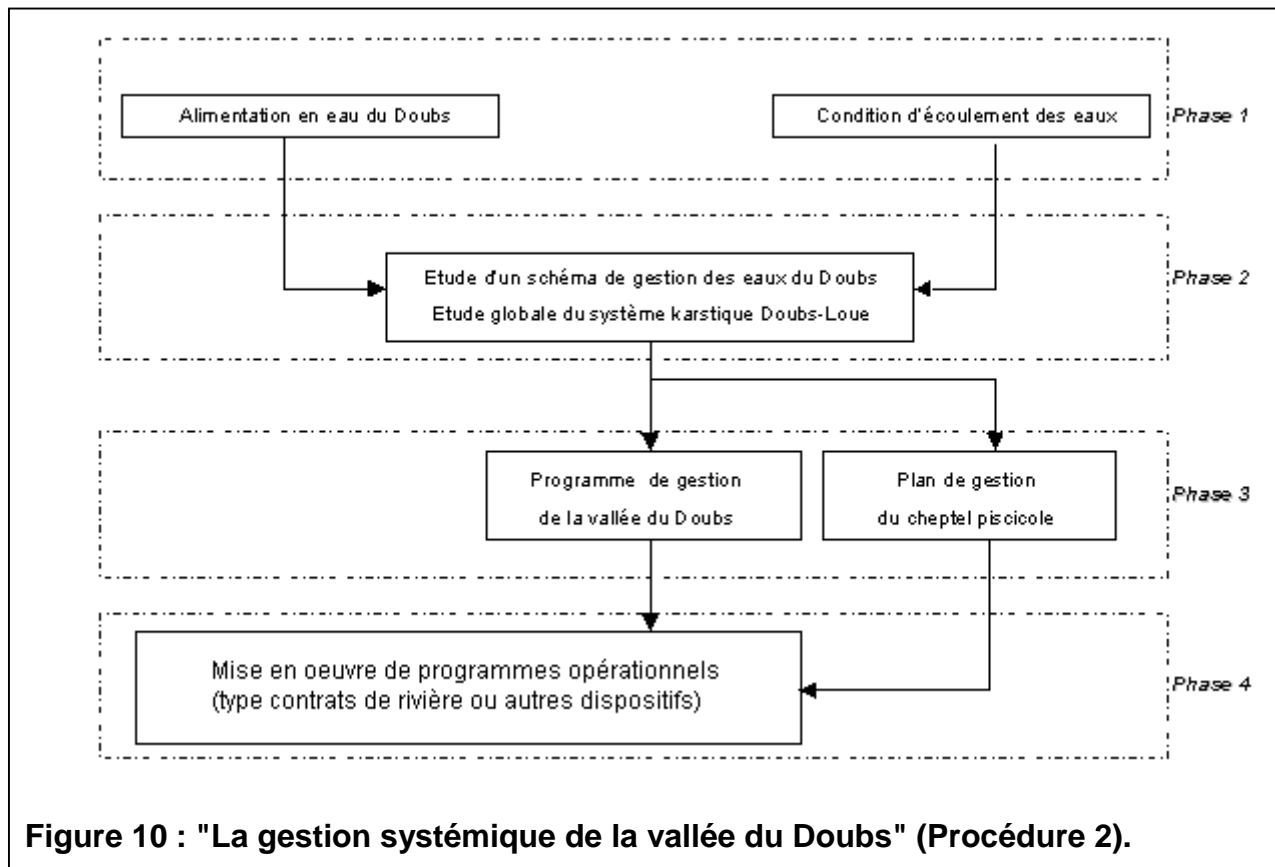 Alimentation en eau du Doubs
Condition d'écoulement des eaux
Phase 1
Etude d'un schéma de gestion des eaux du Doubs
Etude globale du système karstique Doubs-Loue
Phase 2
Programme de gestion
de la vallée du Doubs
Plan de gestion
du cheptel piscicole
Phase 3
Mise en oeuvre de programmes opérationnels
(type contrats de rivière ou autres dispositifs)
Phase 4
Figure 10 : "La gestion systémique de la vallée du Doubs" (Procédure 2).